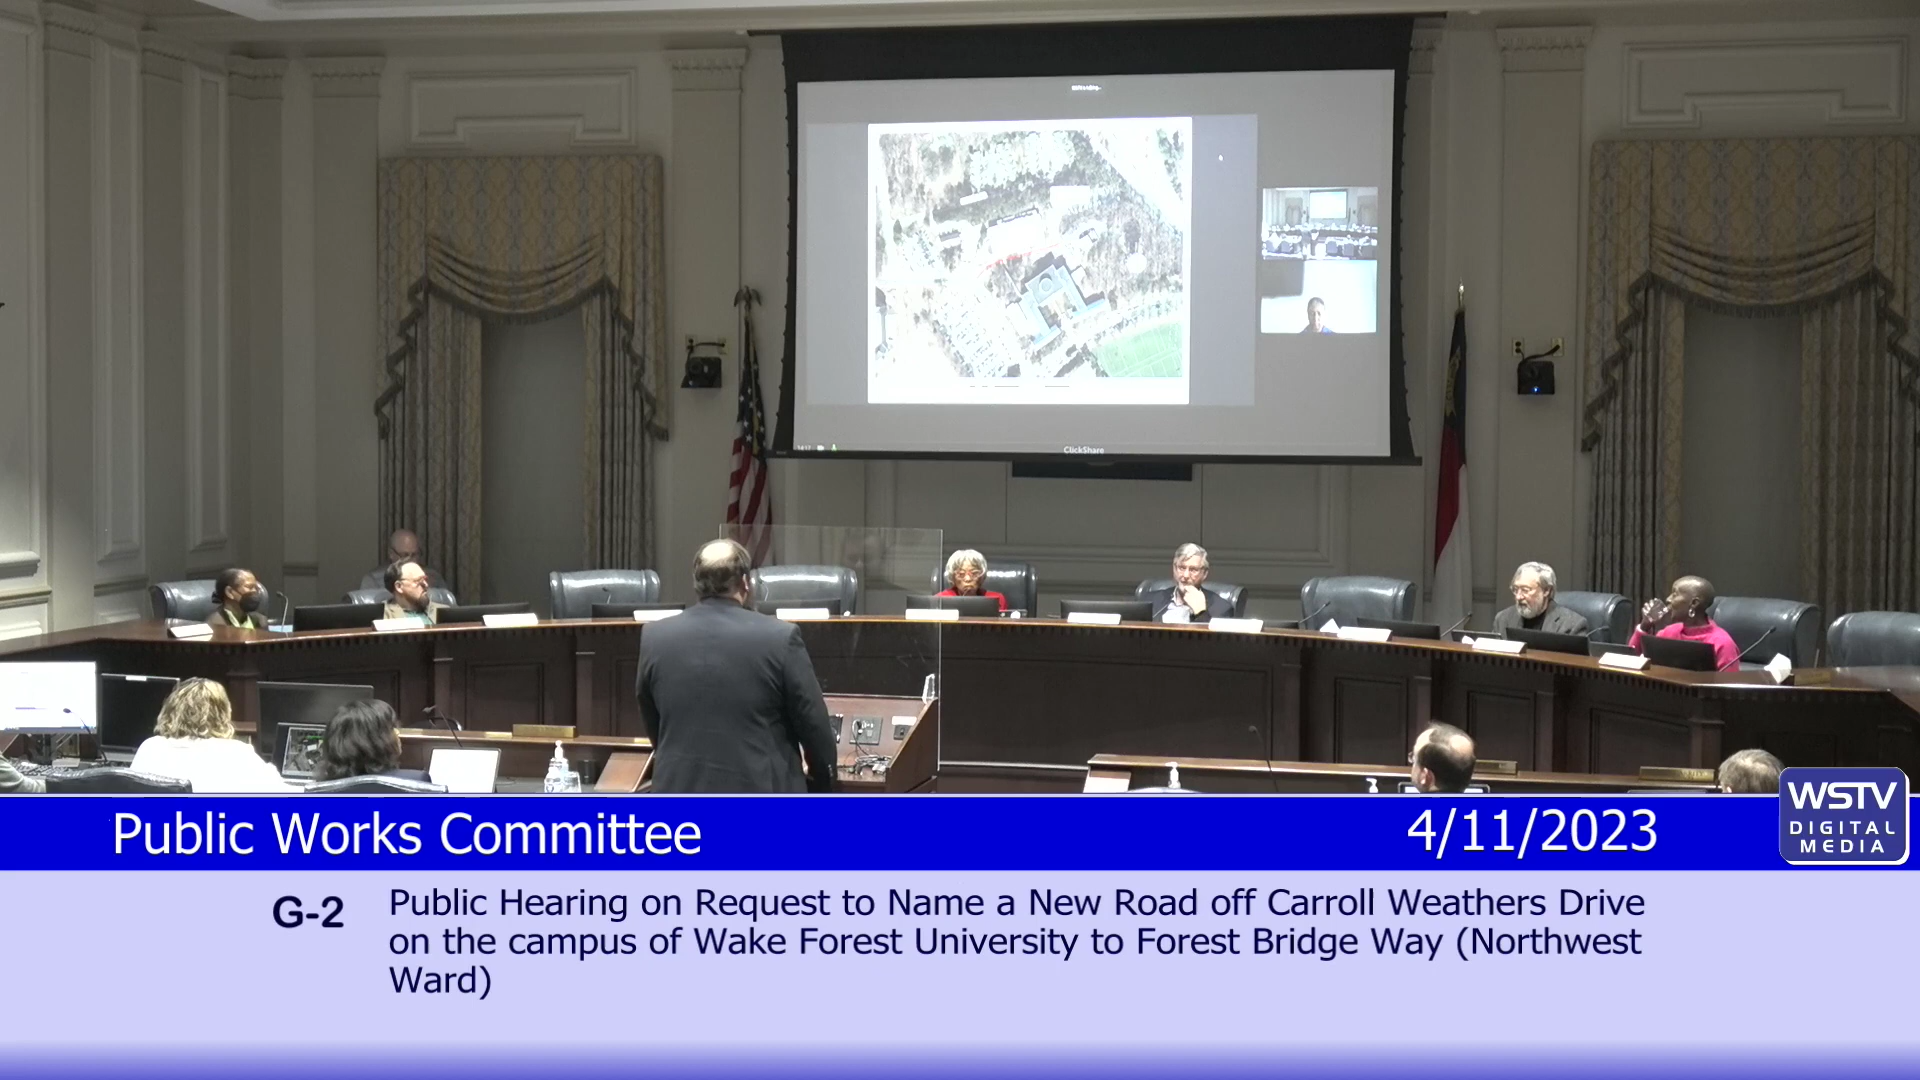 ClickShare
Public Works Committee
4/11/2023
WSTV
DIGITAL
MEDIA
G-2
Public Hearing on Request to Name a New Road off Carroll Weathers Drive
on the campus of Wake Forest University to Forest Bridge Way (Northwest
Ward)